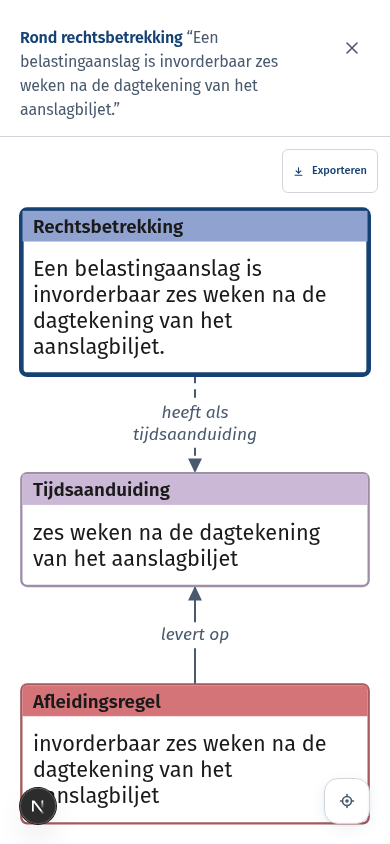 Rond rechtsbetrekking “Een
belastingaanslag is invorderbaar zes
weken na de dagtekening van het
aanslagbiljet.”
Exporteren
Rechtsbetrekking
Een belastingaanslag is
invorderbaar zes weken na de
dagtekening van het
aanslagbiljet.
heeft als
tijdsaanduiding
Tijdsaanduiding
zes weken na de dagtekening
van het aanslagbiljet
levert op
Afleidingsregel
invorderbaar zes weken na de
dagtekening van het
anslagbiljet
N